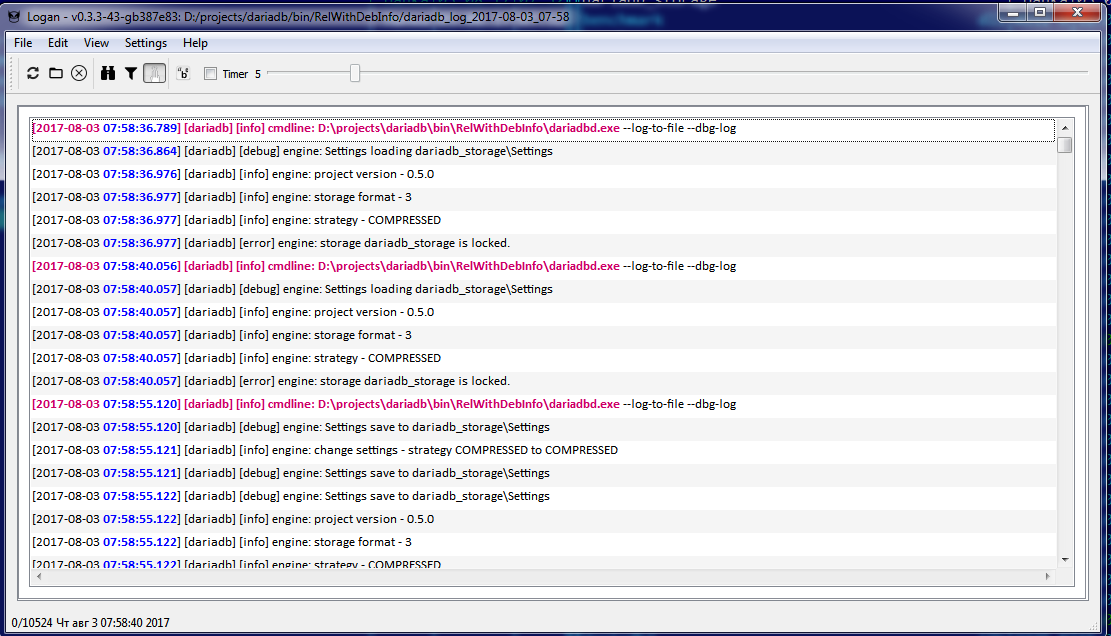 Logan - v0.3.3-43-gb387e83: D:/projects/dariadb/bin/RelWithDebInfo/dariadb_log_2017-08-03_07-58
File Edit View Settings Help
"b" Timer 5
[2017-08-03 07:58:36.789] [dariadb] [info] cmdline: D:\projects\dariadb\bin\RelWithDebInfo\dariadbd.exe --log-to-file --dbg-log
[2017-08-03 07:58:36.864] [dariadb] [debug] engine: Settings loading dariadb_storage\Settings
[2017-08-03 07:58:36.976] [dariadb] [info] engine: project version - 0.5.0
[2017-08-03 07:58:36.977] [dariadb] [info] engine: storage format - 3
[2017-08-03 07:58:36.977] [dariadb] [info] engine: strategy - COMPRESSED
[2017-08-03 07:58:36.977] [dariadb] [error] engine: storage dariadb_storage is locked.
[2017-08-03 07:58:40.056] [dariadb] [info] cmdline: D:\projects\dariadb\bin\RelWithDebInfo\dariadbd.exe --log-to-file --dbg-log
[2017-08-03 07:58:40.057] [dariadb] [debug] engine: Settings loading dariadb_storage\Settings
[2017-08-03 07:58:40.057] [dariadb] [info] engine: project version - 0.5.0
[2017-08-03 07:58:40.057] [dariadb] [info] engine: storage format - 3
[2017-08-03 07:58:40.057] [dariadb] [info] engine: strategy - COMPRESSED
[2017-08-03 07:58:40.057] [dariadb] [error] engine: storage dariadb_storage is locked.
[2017-08-03 07:58:55.120] [dariadb] [info] cmdline: D:\projects\dariadb\bin\RelWithDebInfo\dariadbd.exe --log-to-file --dbg-log
[2017-08-03 07:58:55.120] [dariadb] [debug] engine: Settings save to dariadb_storage\Settings
[2017-08-03 07:58:55.121] [dariadb] [info] engine: change settings - strategy COMPRESSED to COMPRESSED
[2017-08-03 07:58:55.121] [dariadb] [debug] engine: Settings save to dariadb_storage\Settings
[2017-08-03 07:58:55.122] [dariadb] [debug] engine: Settings save to dariadb_storage\Settings
[2017-08-03 07:58:55.122] [dariadb] [info] engine: project version - 0.5.0
[2017-08-03 07:58:55.122] [dariadb] [info] engine: storage format - 3
[2017-08-03 07:58:55.122] [dariadb] [info] engine: strategy - COMPRESSED
0/10524 Чт авг 3 07:58:40 2017